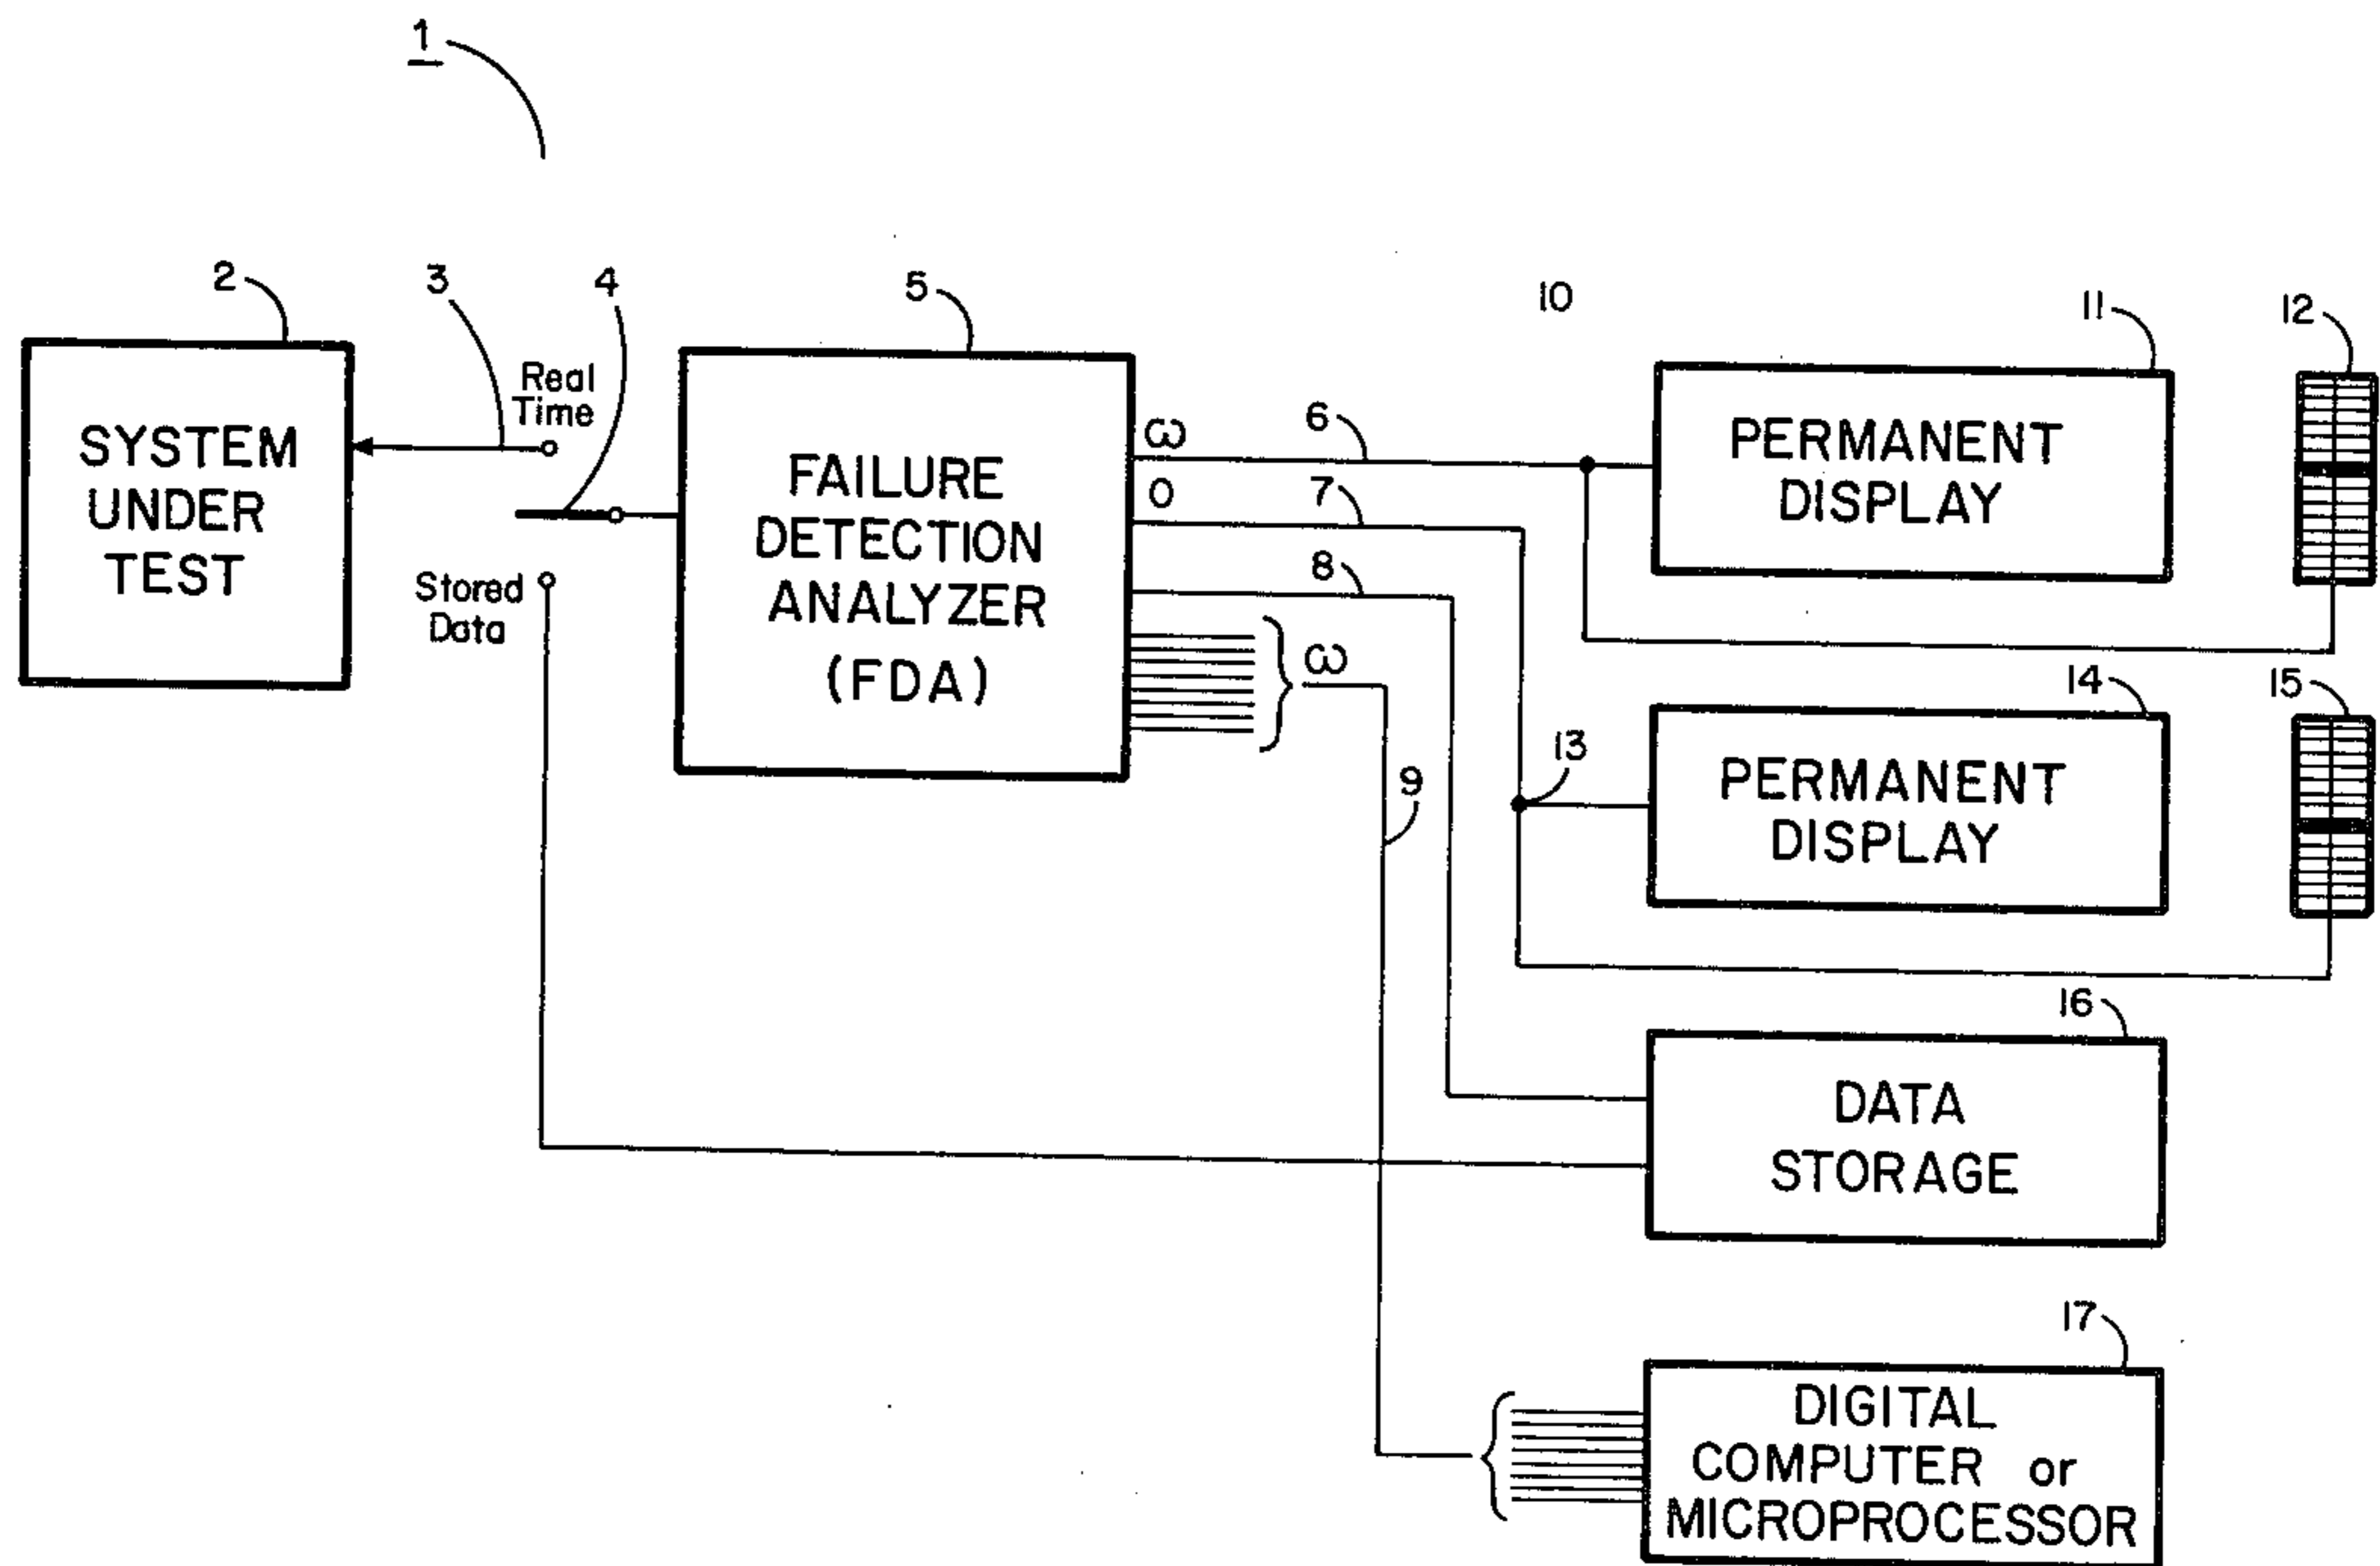 1
2
3
4
5
10
11
12
Real
Time
SYSTEM
UNDER
TEST
Stored
Data
FAILURE
DETECTION
ANALYZER
(FDA)
ω
6
O
7
8
ω
9
PERMANENT
DISPLAY
13
14
15
PERMANENT
DISPLAY
16
DATA
STORAGE
17
DIGITAL
COMPUTER or
MICROPROCESSOR